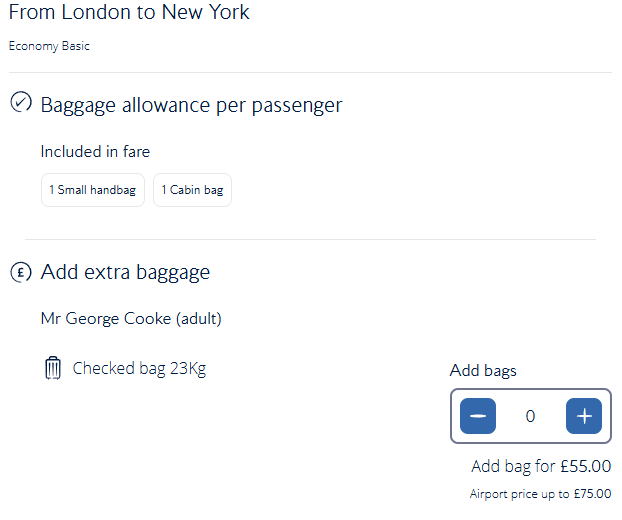 From London to New York
Economy Basic
Baggage allowance per passenger
Included in fare
1 Small handbag 1 Cabin bag
£ Add extra baggage
Mr George Cooke (adult)
Checked bag 23Kg
Add bags
− 0 +
Add bag for £55.00
Airport price up to £75.00